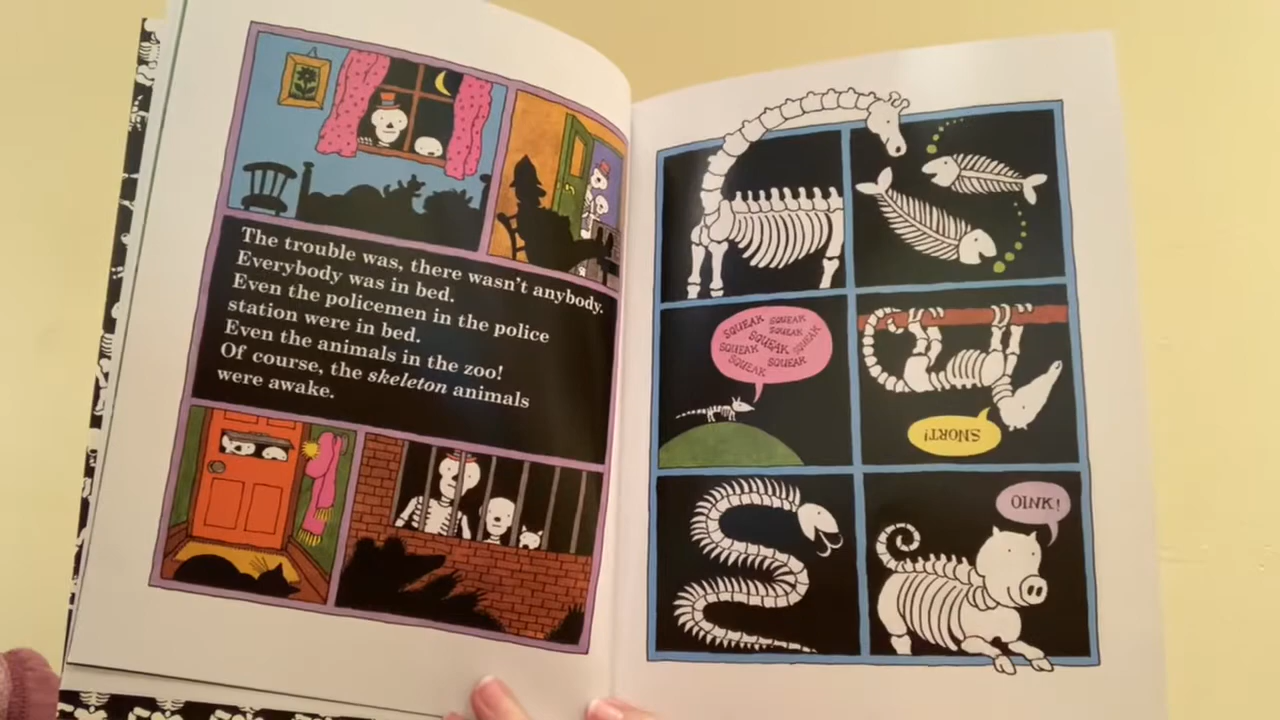 The trouble was, there wasn't anybody.
Everybody was in bed.
Even the policemen in the police
station were in bed.
Even the animals in the zoo!
Of course, the skeleton animals
were awake.
SQUEAK SQUEAK
SQUEAK
SQUEAK SQUEAK
SQUEAK SQUEAK
SQUEAK
SNORT!
OINK!